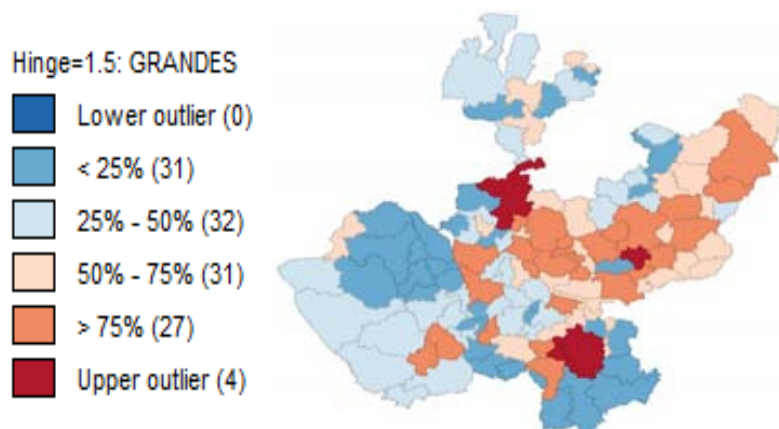 Hinge=1.5: GRANDES
Lower outlier (0)
< 25% (31)
25% - 50% (32)
50% - 75% (31)
> 75% (27)
Upper outlier (4)